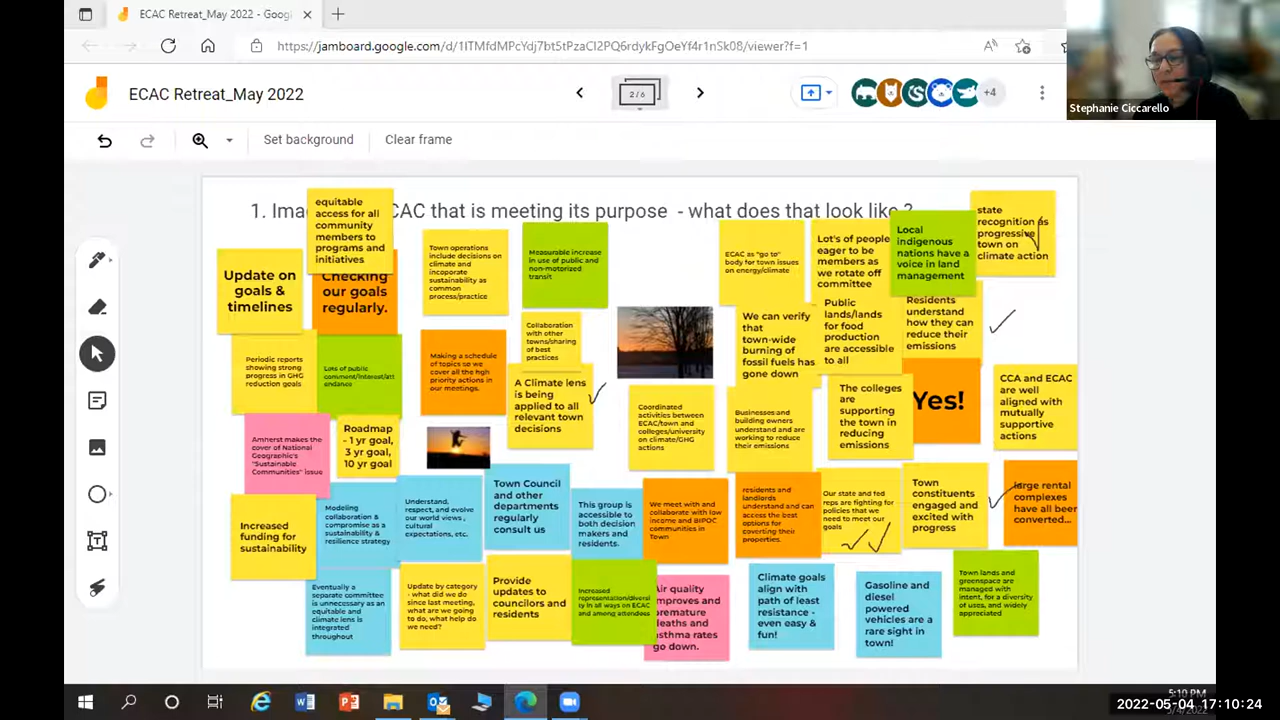 ECAC Retreat_May 2022 - Goog
https://jamboard.google.com/d/1ITMfdMPcYdj7bt5tPzaCI2PQ6rdykFgOeYf4r1nSk08/viewer?f=1
Stephanie Ciccarello
ECAC Retreat_May 2022
2 / 6
+4
Set background
Clear frame
1. Ima
CAC that is meeting its purpose - what does that look like ?
equitable
access for all
community
members to
programs and
initiatives
Update on
goals &
timelines
Checking
our goals
regularly.
Town operations
include decisions on
climate and
incoporate
sustainability as
common
process/practice
Measurable increase
in use of public and
non-motorized
transit
ECAC as "go to"
body for town issues
on energy/climate
Lot's of people
eager to be
members as
we rotate off
committee
Local
indigenous
nations have a
voice in land
management
state
recognition as
progressive
town on
climate action
Periodic reports
showing strong
progress in GHG
reduction goals
Lots of public
comment/interest/att
endance
Making a schedule
of topics so we
cover all the high
priority actions in
our meetings.
Collaboration
with other
towns/sharing of
best
practices
A Climate lens
is being
applied to all
relevant town
decisions
We can verify
that
town-wide
burning of
fossil fuels has
gone down
Public
lands/lands
for food
production
are accessible
to all
Residents
understand
how they can
reduce their
emissions
Amherst makes the
cover of National
Geographic's
"Sustainable
Communities" issue
Roadmap
- 1 yr goal,
3 yr goal,
10 yr goal
Coordinated
activities between
ECAC/town and
colleges/university
on climate/GHG
actions
Businesses and
building owners
understand and are
working to reduce
their emissions
The colleges
are
supporting
the town in
reducing
emissions
Yes!
CCA and ECAC
are well
aligned with
mutually
supportive
actions
Increased
funding for
sustainability
Modeling
collaboration &
compromise as a
sustainability &
resilience strategy
Understand,
respect, and evolve
our world views ,
cultural
expectations, etc.
Town Council
and other
departments
regularly
consult us
This group is
accessible to
both decision
makers and
residents.
We meet with and
collaborate with low
income and BIPOC
communities in
Town
residents and
landlords
understand and can
access the best
options for
coverting their
properties.
Our state and fed
reps are fighting for
policies that we
need to meet our
goals
Town
constituents
engaged and
excited with
progress
large rental
complexes
have all been
converted...
Eventually a
separate committee
is unnecessary as an
equitable and
climate lens is
integrated
throughout
Update by category
- what did we do
since last meeting,
what are we going
to do, what help do
we need?
Provide
updates to
councilors and
residents
Increased
representation/diversi
ty in all ways on ECAC
and among attendees
Air quality
improves and
premature
deaths and
asthma rates
go down.
Climate goals
align with
path of least
resistance -
even easy &
fun!
Gasoline and
diesel
powered
vehicles are a
rare sight in
town!
Town lands and
greenspace are
managed with
intent, for a diversity
of uses, and widely
appreciated
5:10 PM
2022-05-04 17:10:24